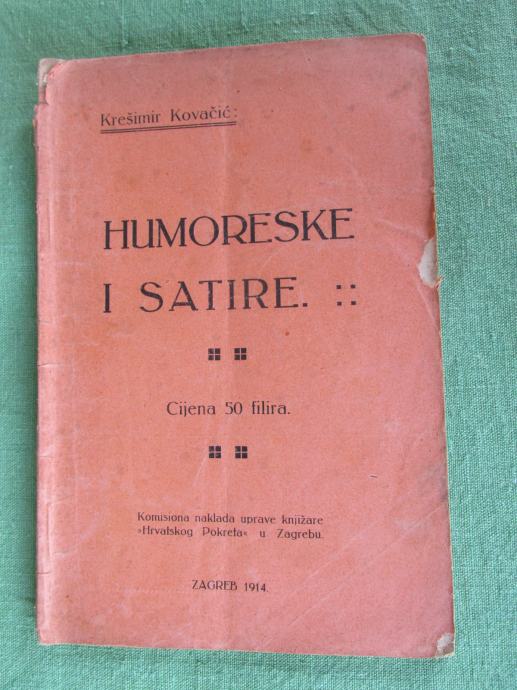 Krešimir Kovačić:
HUMORESKE
I SATIRE. ::
Cijena 50 filira.
Komisiona naklada uprave knjižare
»Hrvatskog Pokreta« u Zagrebu.
ZAGREB 1914.